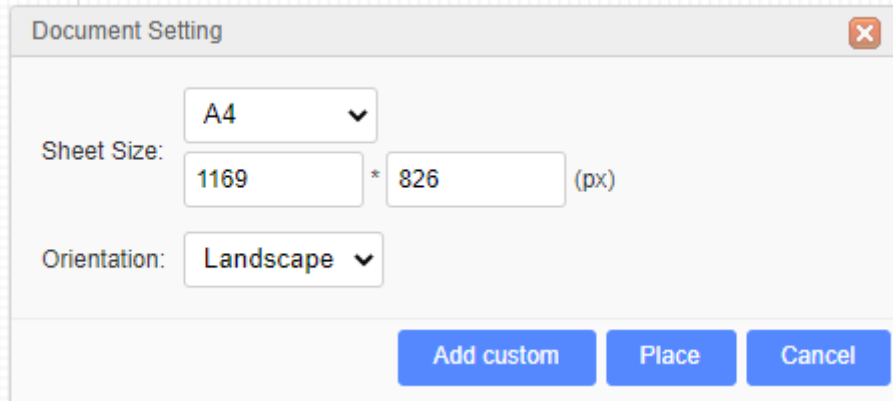 Document Setting
A4
Sheet Size:
1169 * 826 (px)
Orientation: Landscape
Add custom Place Cancel